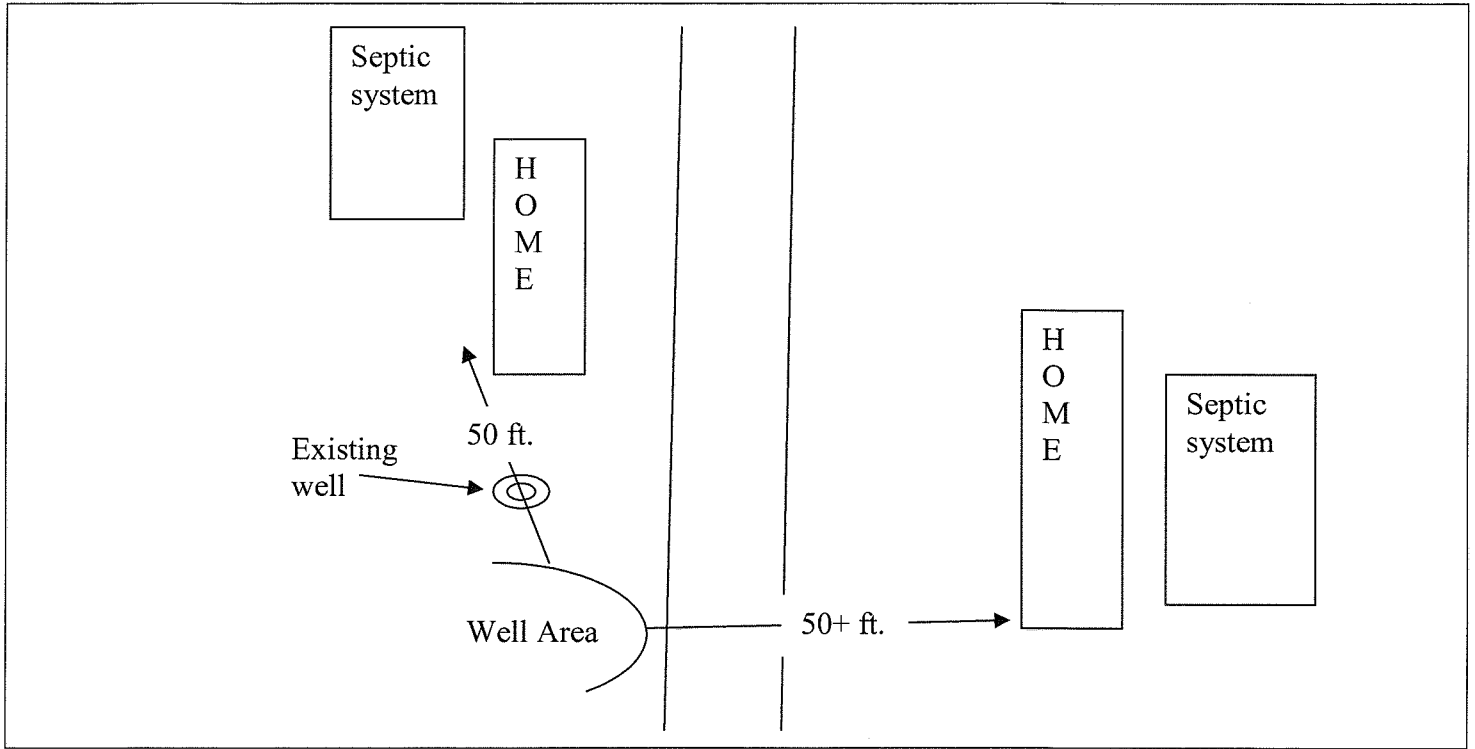 Septic
system
H
O
M
E
50 ft.
Existing
well
Well Area
50+ ft.
H
O
M
E
Septic
system